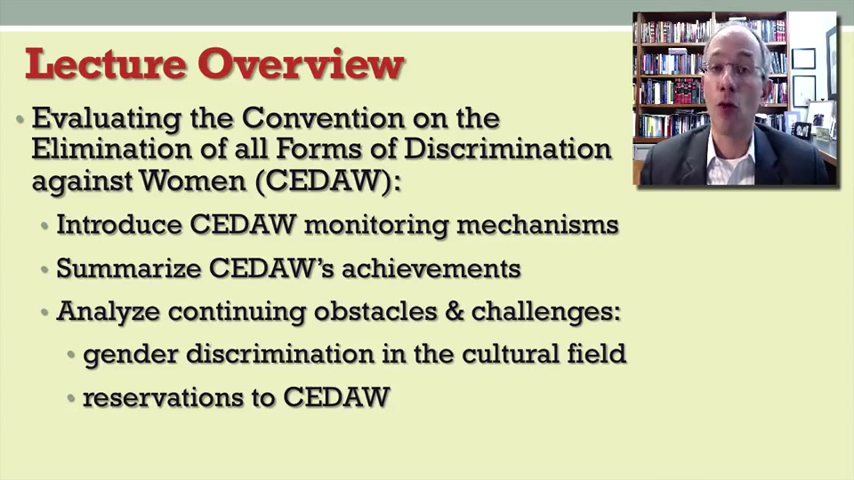 Lecture Overview
• Evaluating the Convention on the
Elimination of all Forms of Discrimination
against Women (CEDAW):
• Introduce CEDAW monitoring mechanisms
• Summarize CEDAW's achievements
• Analyze continuing obstacles & challenges:
• gender discrimination in the cultural field
• reservations to CEDAW